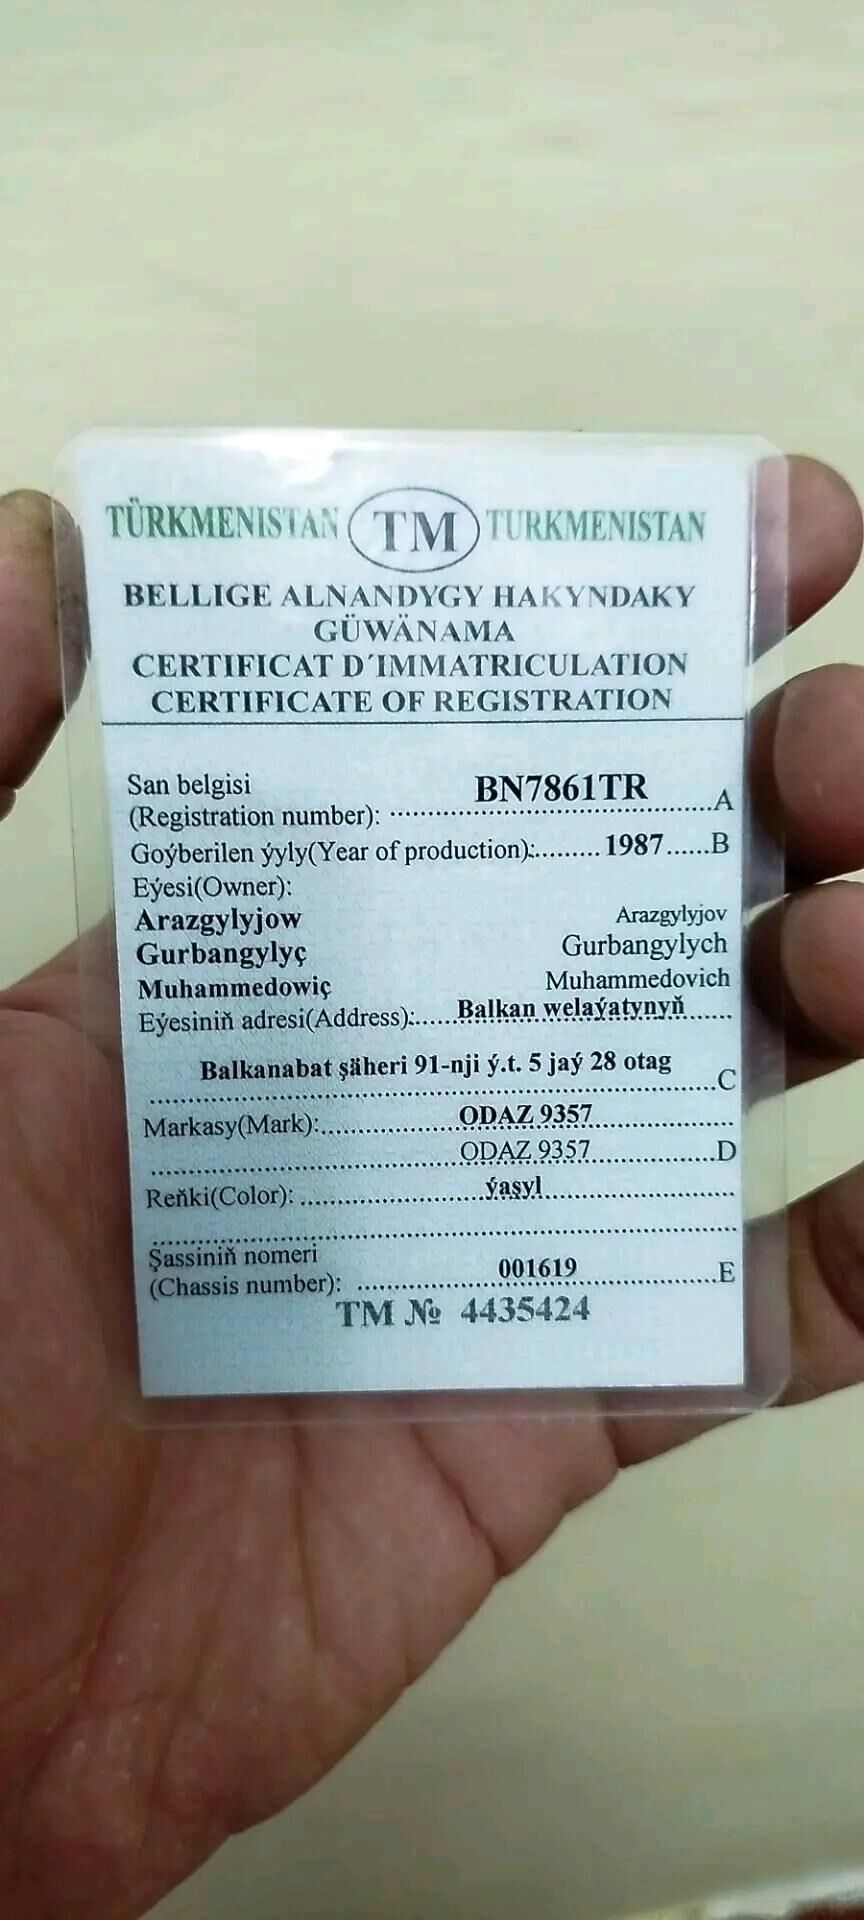 TÜRKMENISTAN TM TURKMENISTAN
BELLIGE ALNANDYGY HAKYNDAKY
GÜWÄNAMA
CERTIFICAT D´IMMATRICULATION
CERTIFICATE OF REGISTRATION
San belgisi BN7861TR
(Registration number): ........................................A
Goýberilen ýyly(Year of production):.........1987......B
Eýesi(Owner):
Arazgylyjow Arazgylyjov
Gurbangylyç Gurbangylych
Muhammedowiç Muhammedovich
Eýesiniň adresi(Address):......Balkan welaýatynyň......
Balkanabat şäheri 91-nji ý.t. 5 jaý 28 otag
........................................C
Markasy(Mark):....................ODAZ 9357....................
....................ODAZ 9357....................D
Reňki(Color): ....................ýaşyl....................
........................................
Şassiniň nomeri 001619
(Chassis number): ........................................E
TM № 4435424